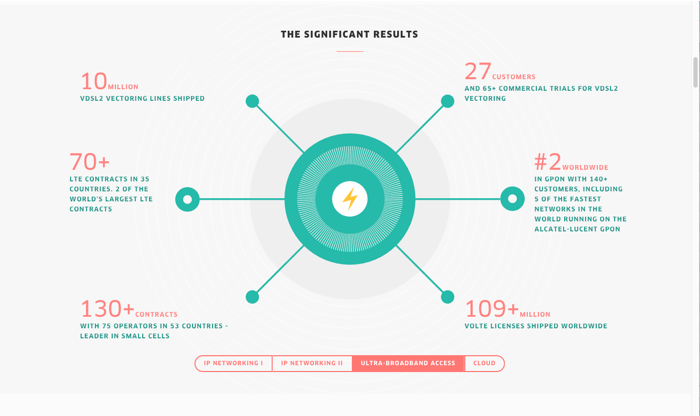 THE SIGNIFICANT RESULTS
10MILLION
VDSL2 VECTORING LINES SHIPPED
27CUSTOMERS
AND 65+ COMMERCIAL TRIALS FOR VDSL2
VECTORING
70+
LTE CONTRACTS IN 35
COUNTRIES. 2 OF THE
WORLD'S LARGEST LTE
CONTRACTS
#2WORLDWIDE
IN GPON WITH 140+
CUSTOMERS, INCLUDING
5 OF THE FASTEST
NETWORKS IN THE
WORLD RUNNING ON THE
ALCATEL-LUCENT GPON
130+CONTRACTS
WITH 75 OPERATORS IN 53 COUNTRIES -
LEADER IN SMALL CELLS
109+MILLION
VOLTE LICENSES SHIPPED WORLDWIDE
IP NETWORKING I IP NETWORKING II ULTRA-BROADBAND ACCESS CLOUD